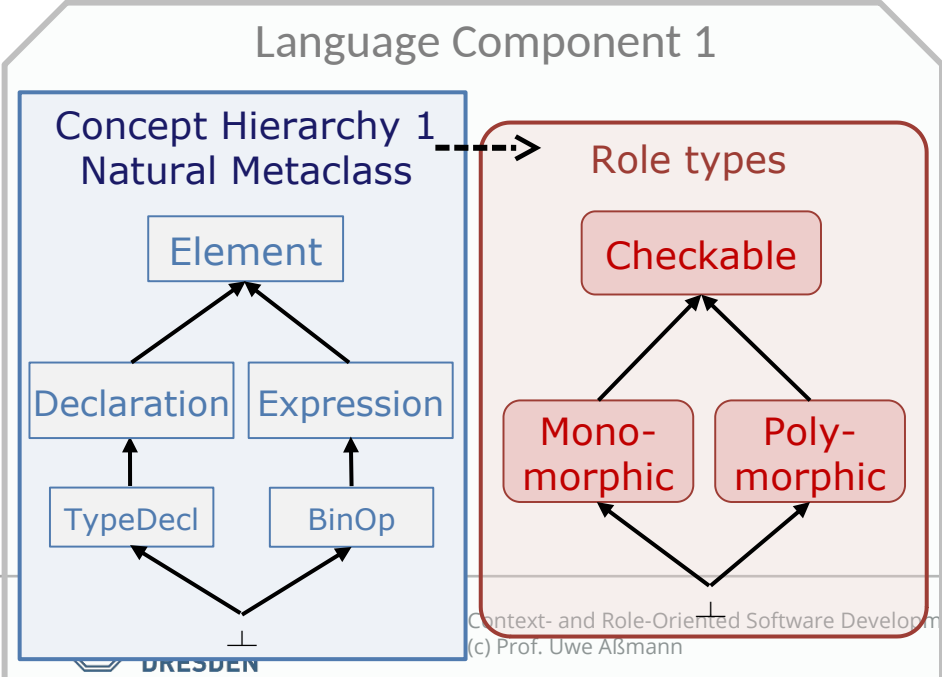 Language Component 1
Concept Hierarchy 1
Natural Metaclass
Role types
Element
Checkable
Declaration
Expression
Mono-
morphic
Poly-
morphic
TypeDecl
BinOp
⊥
⊥
Context- and Role-Oriented Software Developm
(c) Prof. Uwe Aßmann
DRESDEN